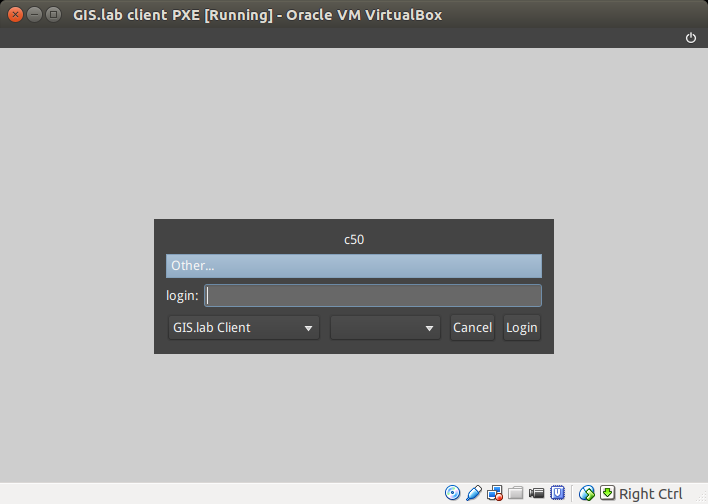 GIS.lab client PXE [Running] - Oracle VM VirtualBox
c50
Other...
login:
GIS.lab Client Cancel Login
Right Ctrl